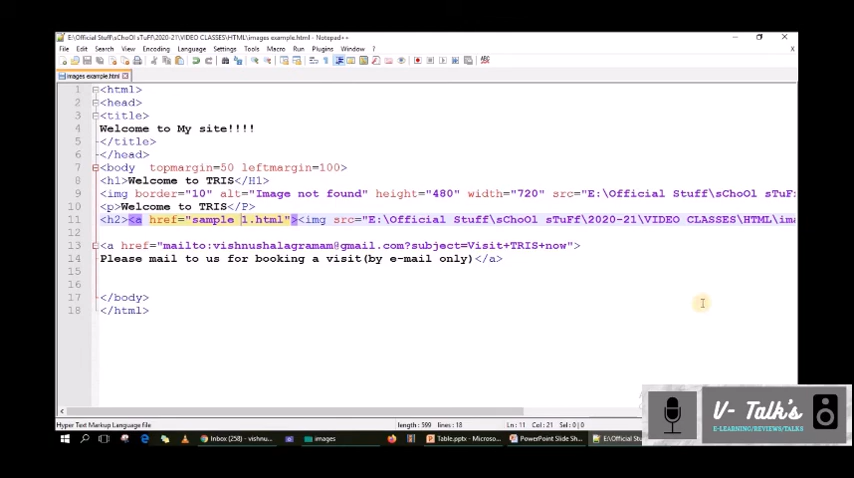 E:\Official Stuff\sChoOl sTuFf\2020-21\VIDEO CLASSES\HTML\images example.html - Notepad++
File Edit Search View Encoding Language Settings Tools Macro Run Plugins Window ?
X
images example.html
1 <html>
2 <head>
3 <title>
4 Welcome to My site!!!!
5 </title>
6 </head>
7 <body topmargin=50 leftmargin=100>
8 <h1>Welcome to TRIS</H1>
9 <img border="10" alt="Image not found" height="480" width="720" src="E:\Official Stuff\sChoOl sTuF
10 <p>Welcome to TRIS</P>
11 <h2><a href="sample 1.html"><img src="E:\Official Stuff\sChoOl sTuFf\2020-21\VIDEO CLASSES\HTML\ima
12
13 <a href="mailto:vishnushalagramam@gmail.com?subject=Visit+TRIS+now">
14 Please mail to us for booking a visit(by e-mail only)</a>
15
16
17 </body>
18 </html>
V- Talk's
E-LEARNING/REVIEWS/TALKS
Hyper Text Markup Language file length : 599 lines : 18 Ln : 11 Col : 21 Sel : 0 | 0
Inbox (258) - vishnu... images Table.pptx - Microso... PowerPoint Slide Sh... E:\Official Stu